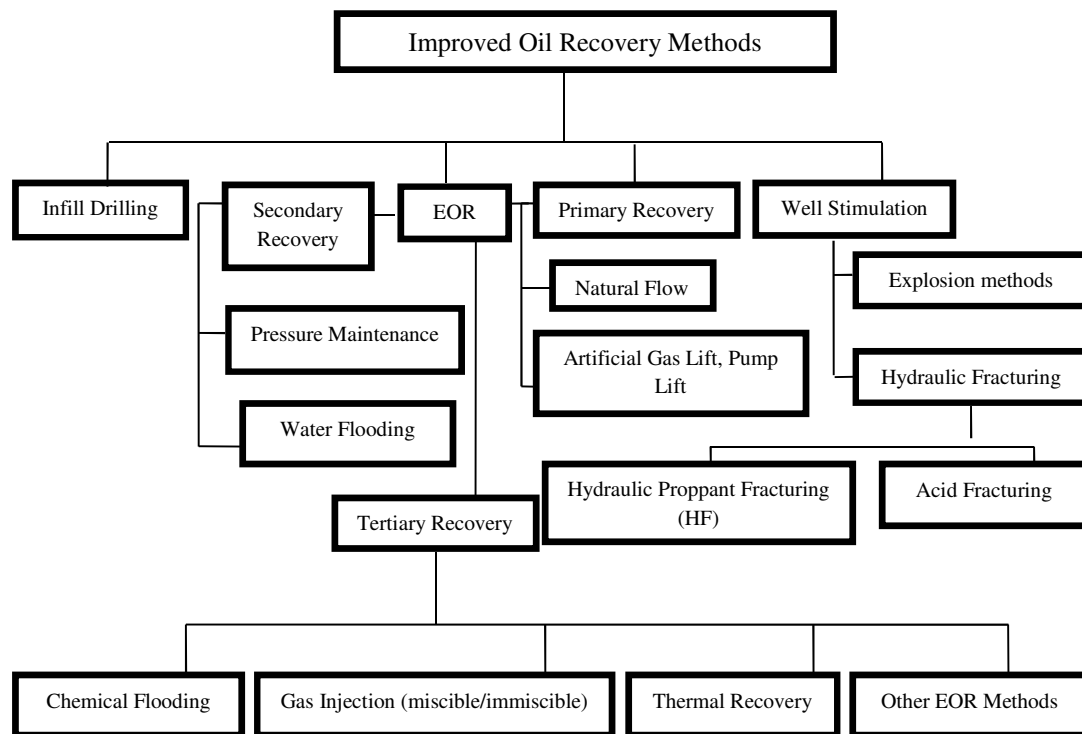 Improved Oil Recovery Methods
Infill Drilling
Secondary
Recovery
EOR
Primary Recovery
Well Stimulation
Natural Flow
Explosion methods
Pressure Maintenance
Artificial Gas Lift, Pump
Lift
Hydraulic Fracturing
Water Flooding
Hydraulic Proppant Fracturing
(HF)
Acid Fracturing
Tertiary Recovery
Chemical Flooding
Gas Injection (miscible/immiscible)
Thermal Recovery
Other EOR Methods